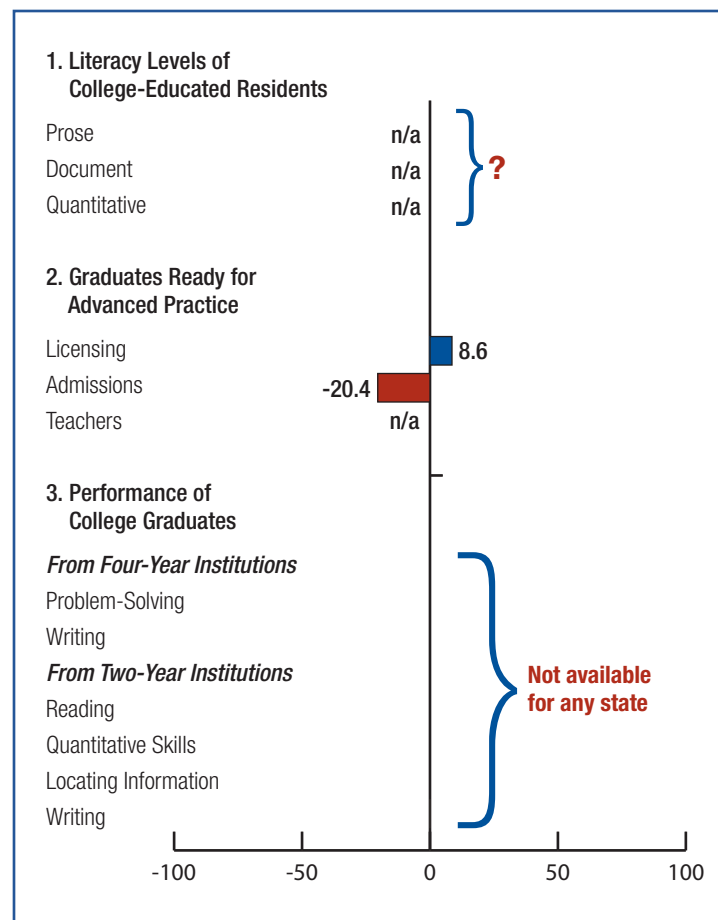 1. Literacy Levels of
College-Educated Residents
Prose n/a
Document n/a
Quantitative n/a
?
2. Graduates Ready for
Advanced Practice
Licensing 8.6
Admissions -20.4
Teachers n/a
3. Performance of
College Graduates
From Four-Year Institutions
Problem-Solving
Writing
From Two-Year Institutions
Reading
Quantitative Skills
Locating Information
Writing
Not available
for any state
-100 -50 0 50 100